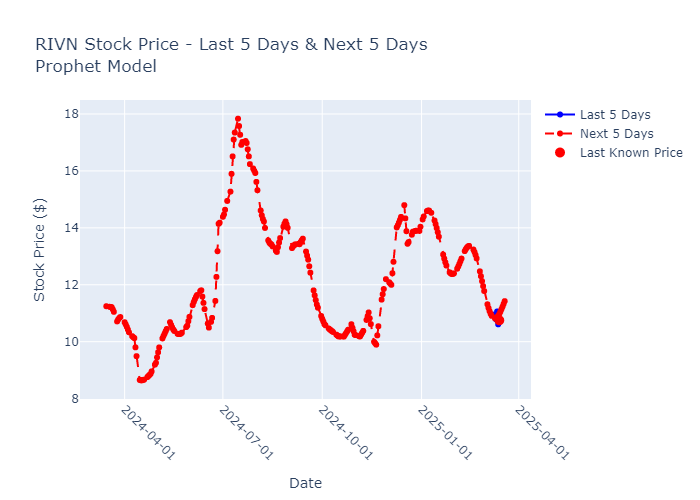 RIVN Stock Price - Last 5 Days & Next 5 Days
Prophet Model
Last 5 Days
Next 5 Days
Last Known Price
Stock Price ($)
18
16
14
12
10
8
2024-04-01
2024-07-01
2024-10-01
2025-01-01
2025-04-01
Date